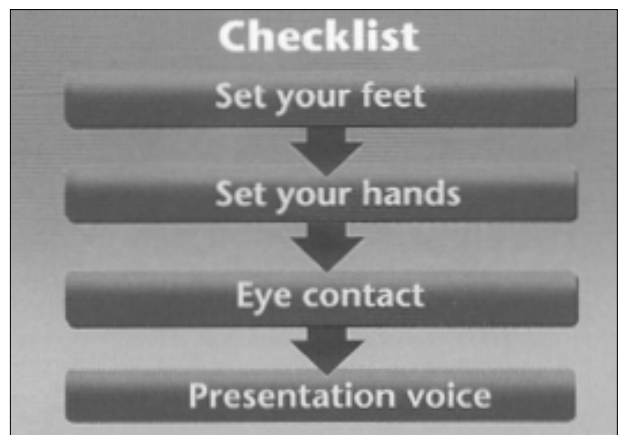 Checklist
Set your feet
Set your hands
Eye contact
Presentation voice